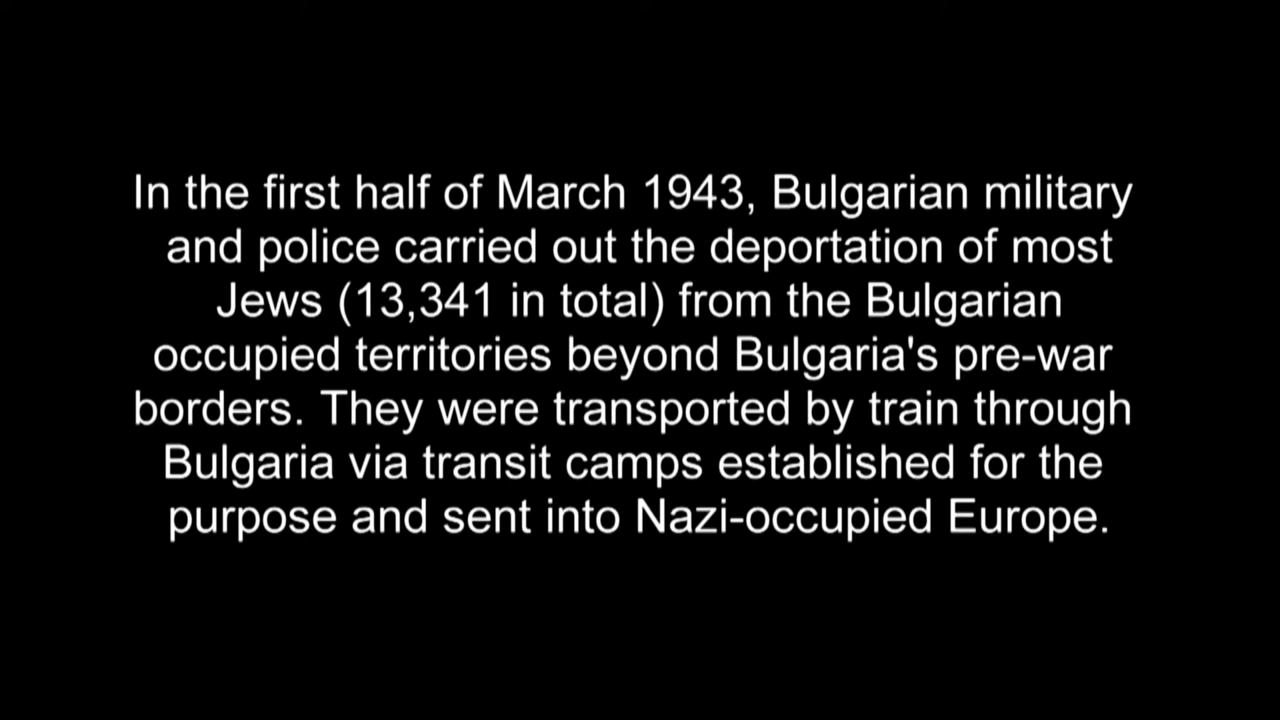 In the first half of March 1943, Bulgarian military
and police carried out the deportation of most
Jews (13,341 in total) from the Bulgarian
occupied territories beyond Bulgaria's pre-war
borders. They were transported by train through
Bulgaria via transit camps established for the
purpose and sent into Nazi-occupied Europe.